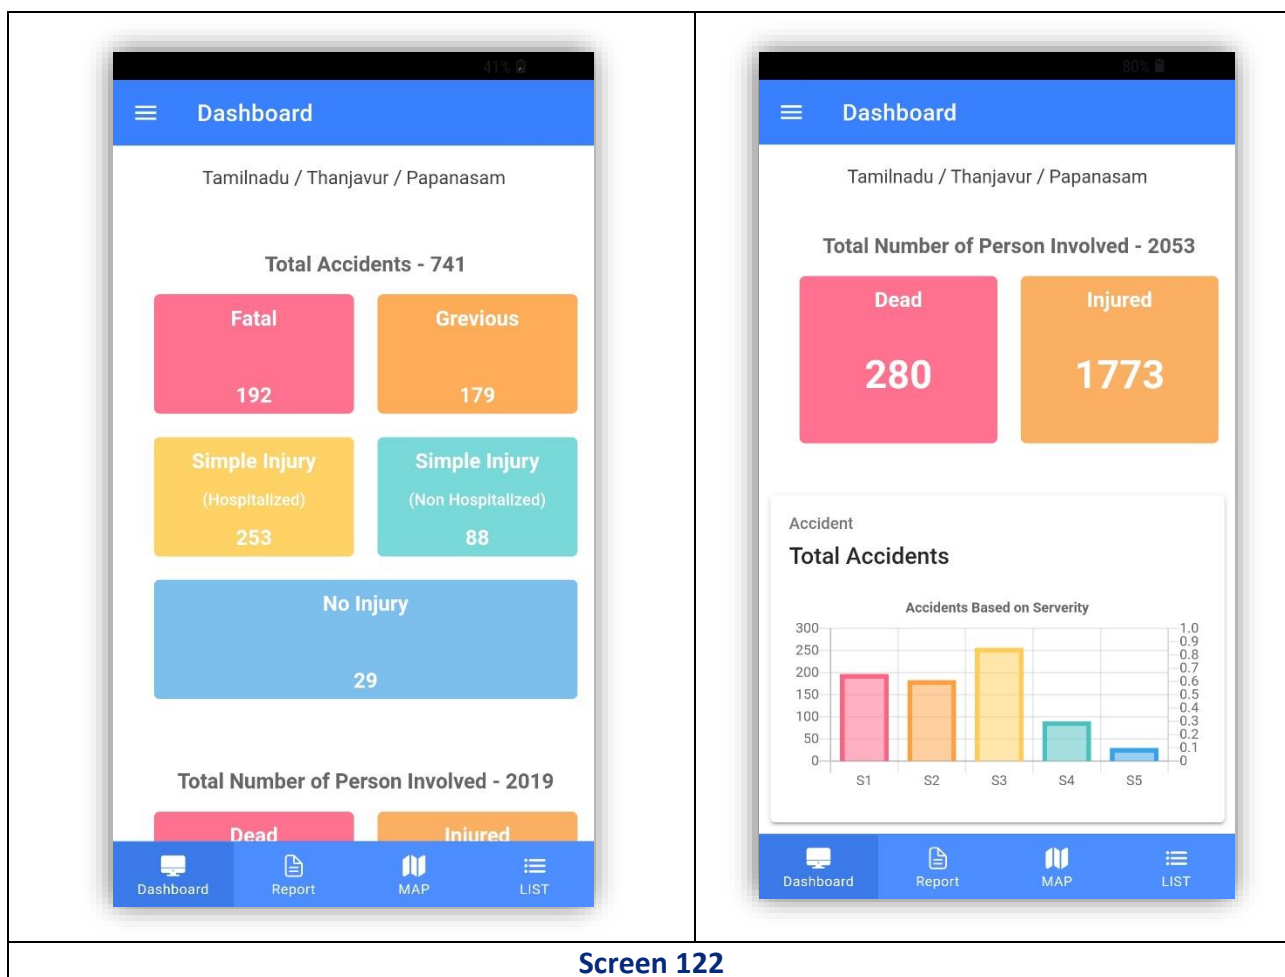 41%
Dashboard
Tamilnadu / Thanjavur / Papanasam
Total Accidents - 741
Fatal
192
Grevious
179
Simple Injury
(Hospitalized)
253
Simple Injury
(Non Hospitalized)
88
No Injury
29
Total Number of Person Involved - 2019
Dead
Injured
Dashboard
Report
MAP
LIST
80%
Dashboard
Tamilnadu / Thanjavur / Papanasam
Total Number of Person Involved - 2053
Dead
280
Injured
1773
Accident
Total Accidents
Accidents Based on Serverity
300
250
200
150
100
50
0
1.0
0.9
0.8
0.7
0.6
0.5
0.4
0.3
0.2
0.1
0
S1 S2 S3 S4 S5
Dashboard
Report
MAP
LIST
Screen 122